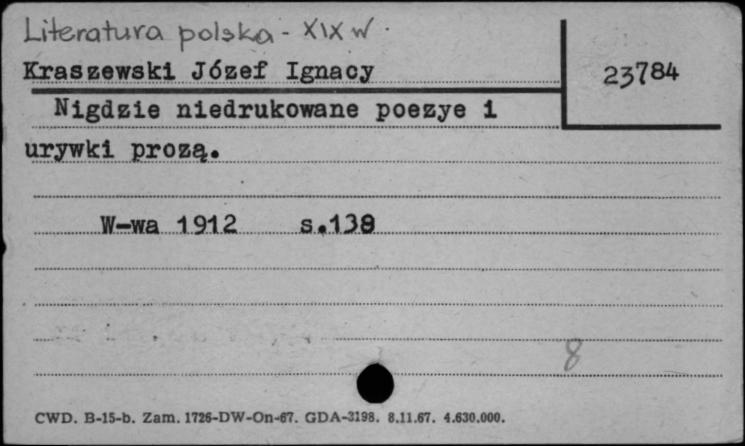 Literatura polska - XIX w.
Kraszewski Józef Ignacy
23784
Nigdzie niedrukowane poezye i
urywki prozą.
W-wa 1912 s.138
8
CWD. B-15-b. Zam. 1726-DW-On-67. GDA-3198. 8.11.67. 4.630.000.